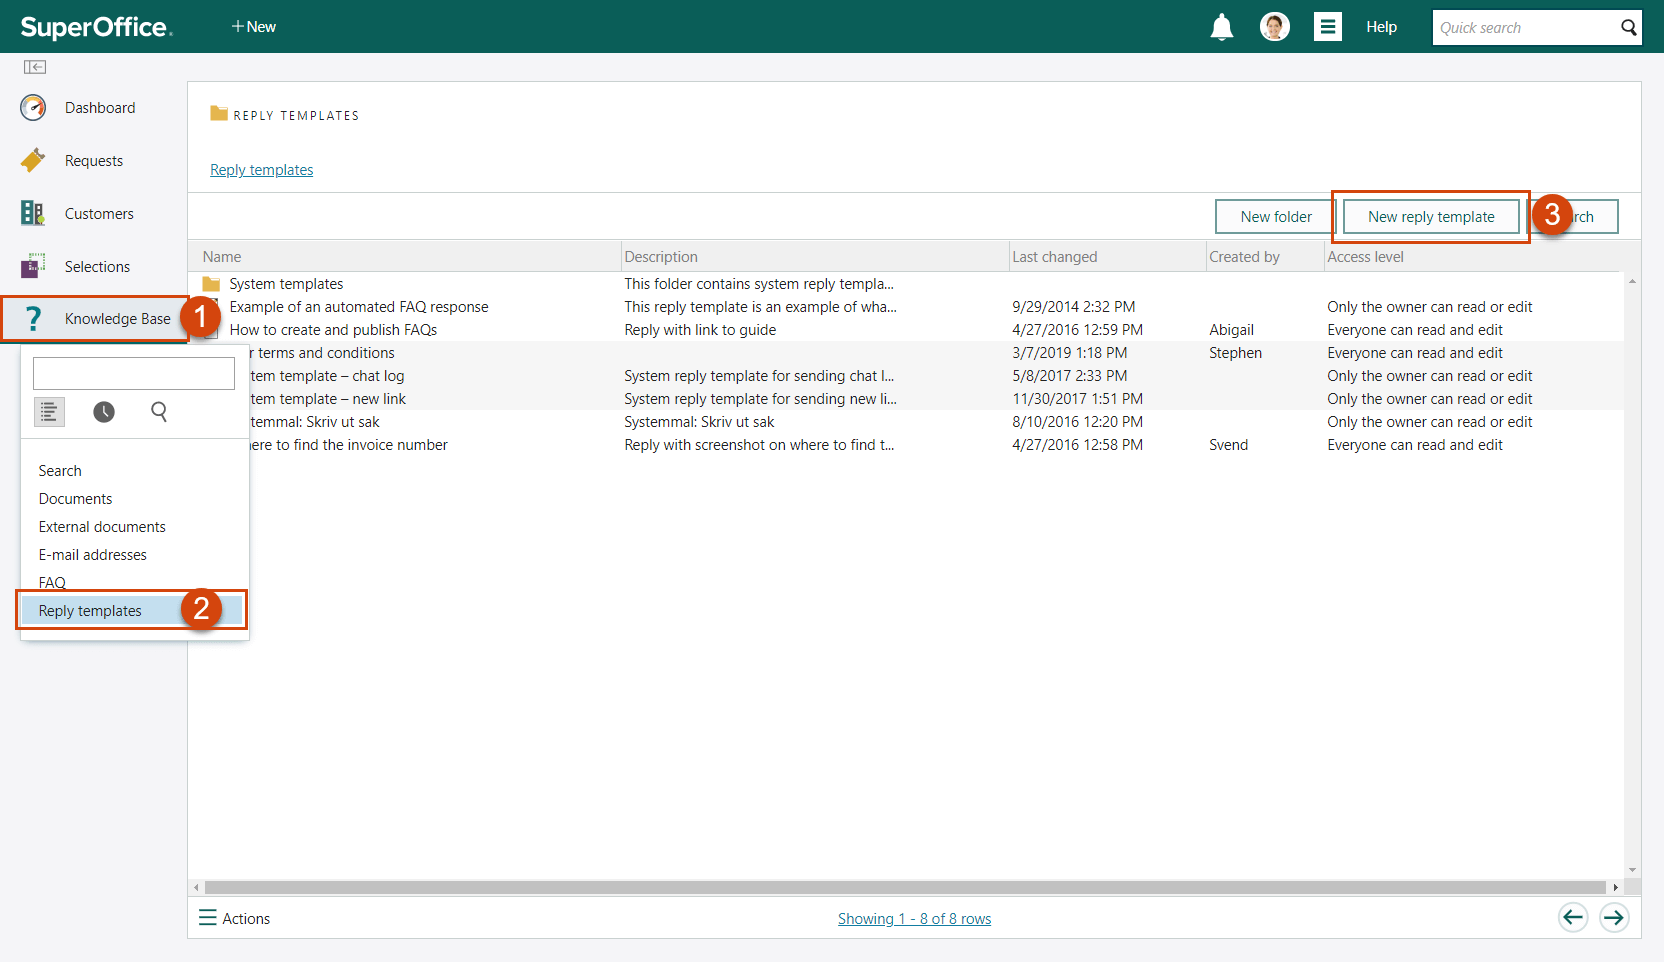 SuperOffice.
+ New
Help
Quick search
Dashboard
Requests
Customers
Selections
Knowledge Base
1
Search
Documents
External documents
E-mail addresses
FAQ
Reply templates
2
REPLY TEMPLATES
Reply templates
New folder
New reply template
3
rch
Name Description Last changed Created by Access level
System templates This folder contains system reply templa...
Example of an automated FAQ response This reply template is an example of wha... 9/29/2014 2:32 PM Only the owner can read or edit
How to create and publish FAQs Reply with link to guide 4/27/2016 12:59 PM Abigail Everyone can read and edit
r terms and conditions 3/7/2019 1:18 PM Stephen Everyone can read and edit
tem template – chat log System reply template for sending chat l... 5/8/2017 2:33 PM Only the owner can read or edit
tem template – new link System reply template for sending new li... 11/30/2017 1:51 PM Only the owner can read or edit
temmal: Skriv ut sak Systemmal: Skriv ut sak 8/10/2016 12:20 PM Only the owner can read or edit
ere to find the invoice number Reply with screenshot on where to find t... 4/27/2016 12:58 PM Svend Everyone can read and edit
Actions
Showing 1 - 8 of 8 rows